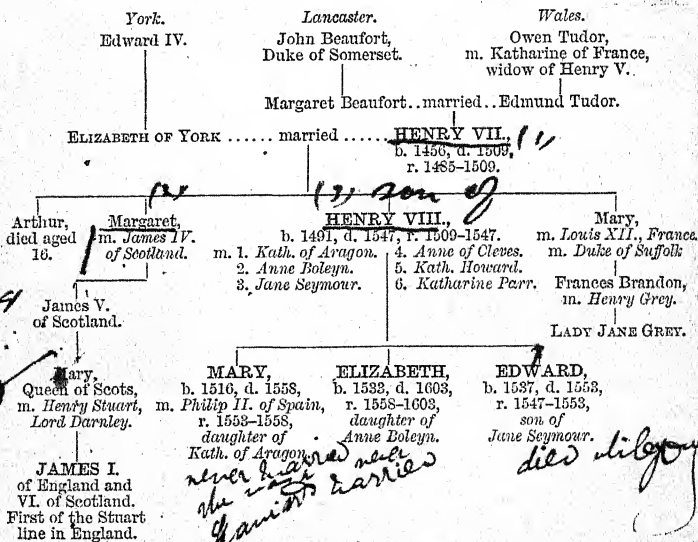 York.
Edward IV.
Lancaster.
John Beaufort,
Duke of Somerset.
Wales.
Owen Tudor,
m. Katharine of France,
widow of Henry V.
Margaret Beaufort..married..Edmund Tudor.
ELIZABETH OF YORK ...... married ...... HENRY VII.,
b. 1456, d. 1509,
r. 1485-1509.
(1)
(2)
(3) son of
Arthur,
died aged
16.
Margaret,
m. James IV.
of Scotland.
HENRY VIII.,
b. 1491, d. 1547, r. 1509-1547.
m. 1. Kath. of Aragon. 4. Anne of Cleves.
2. Anne Boleyn. 5. Kath. Howard.
3. Jane Seymour. 6. Katharine Parr.
Mary,
m. Louis XII., France.
m. Duke of Suffolk
Frances Brandon,
m. Henry Grey.
LADY JANE GREY.
James V.
of Scotland.
Mary,
Queen of Scots,
m. Henry Stuart,
Lord Darnley.
JAMES I.
of England and
VI. of Scotland.
First of the Stuart
line in England.
MARY,
b. 1516, d. 1558,
m. Philip II. of Spain,
r. 1553-1558,
daughter of
Kath. of Aragon.
ELIZABETH,
b. 1533, d. 1603,
r. 1558-1603,
daughter of
Anne Boleyn.
EDWARD,
b. 1537, d. 1553,
r. 1547-1553,
son of
Jane Seymour.
never married
the never
married
died